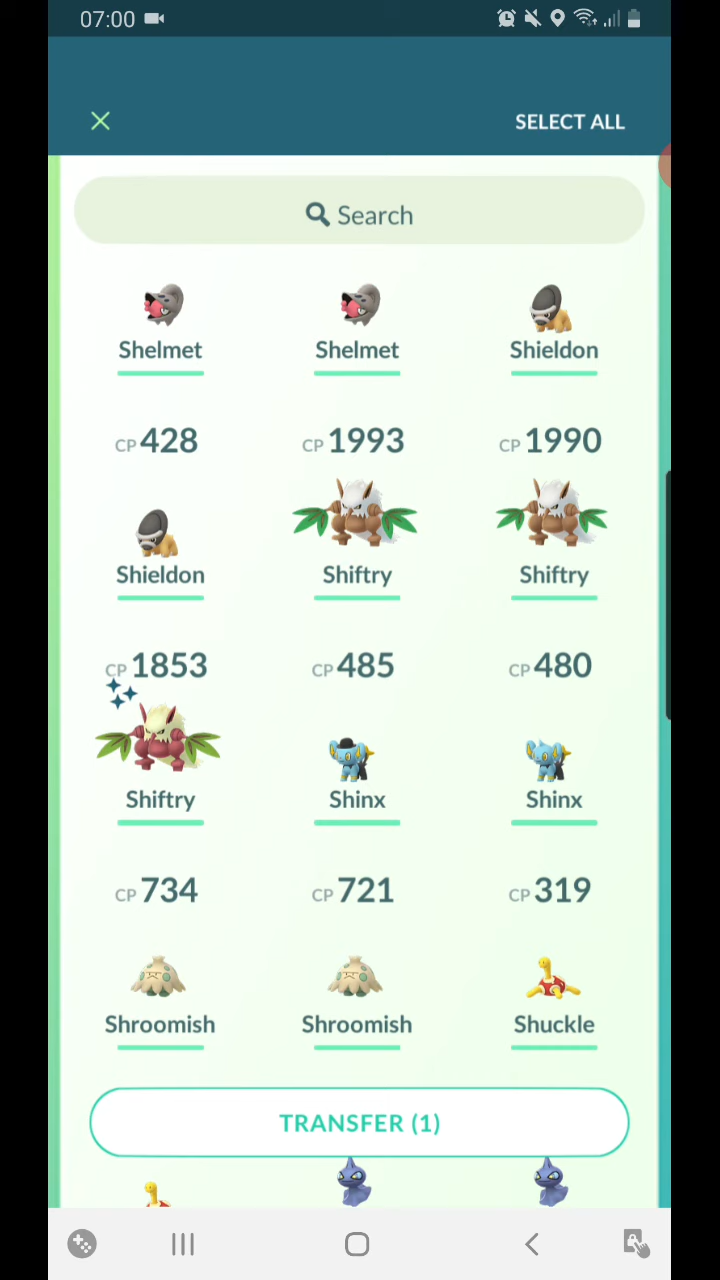 07:00
SELECT ALL
Search
Shelmet Shelmet Shieldon
CP 428 CP 1993 CP 1990
Shieldon Shiftry Shiftry
CP 1853 CP 485 CP 480
Shiftry Shinx Shinx
CP 734 CP 721 CP 319
Shroomish Shroomish Shuckle
TRANSFER (1)